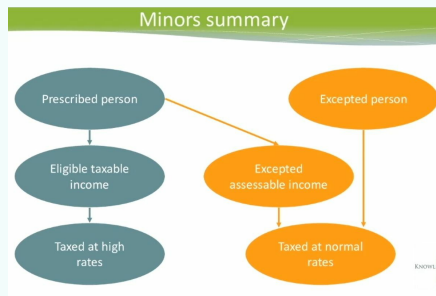 Minors summary
Prescribed person
Excepted person
Eligible taxable
income
Excepted
assessable income
Taxed at high
rates
Taxed at normal
rates